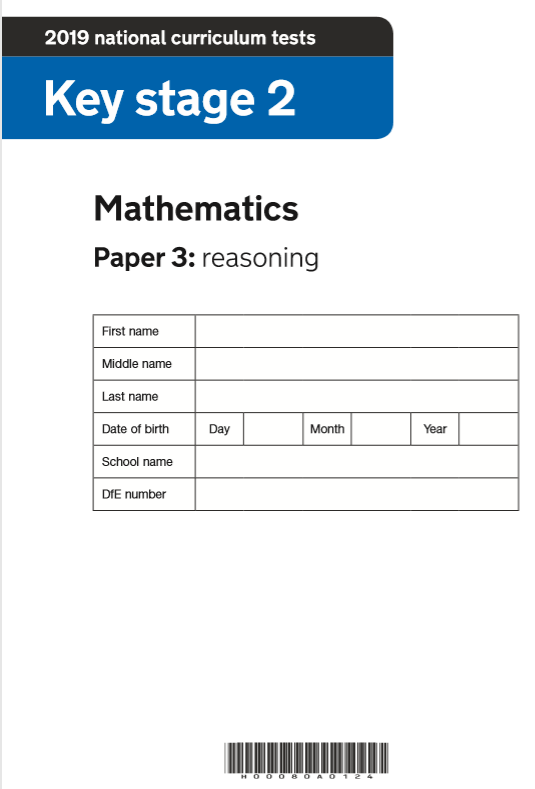 2019 national curriculum tests
Key stage 2
Mathematics
Paper 3: reasoning
First name
Middle name
Last name
Date of birth Day Month Year
School name
DfE number
H00080A0124